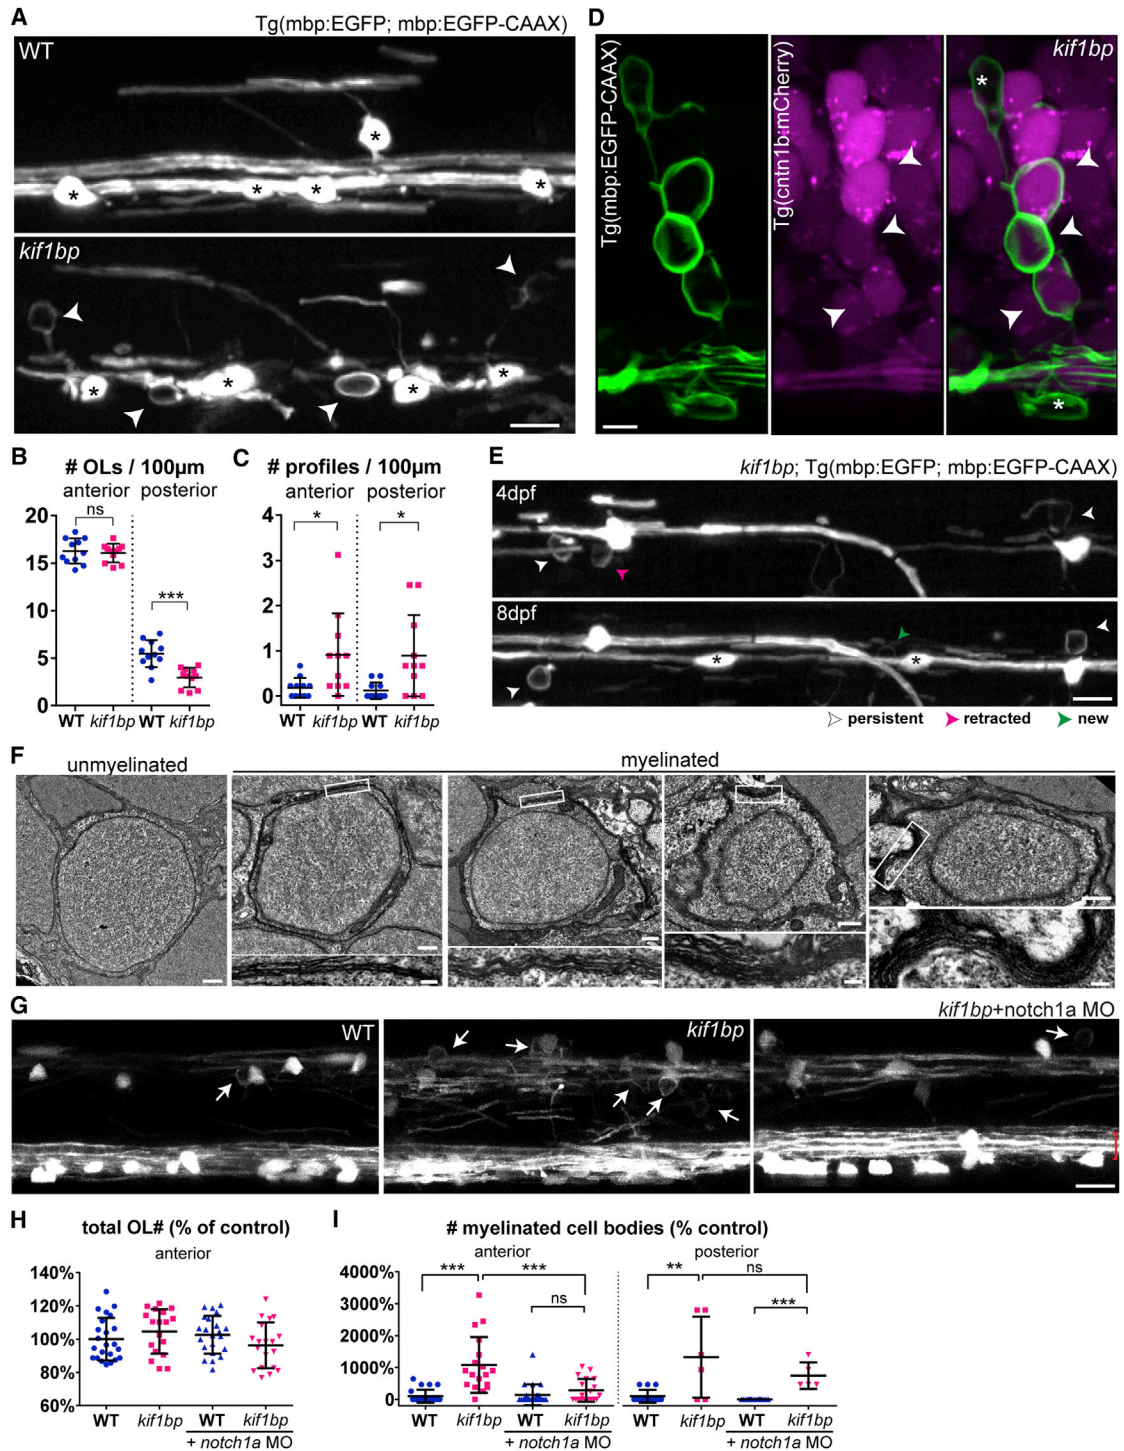 A
Tg(mbp:EGFP; mbp:EGFP-CAAX)
WT
*
* * * *
kif1bp
* * * *
B
# OLs / 100µm
anterior posterior
20
15
10
5
0
ns
***
WT kif1bp WT kif1bp
C
# profiles / 100µm
anterior posterior
4
3
2
1
0
*
*
WT kif1bp WT kif1bp
D
Tg(mbp:EGFP-CAAX)
Tg(cntn1b:mCherry)
kif1bp
*
*
E
kif1bp; Tg(mbp:EGFP; mbp:EGFP-CAAX)
4dpf
8dpf
* *
persistent retracted new
F
unmyelinated myelinated
G
WT
kif1bp
kif1bp+notch1a MO
H
total OL# (% of control)
anterior
140%
120%
100%
80%
60%
WT kif1bp WT kif1bp
+ notch1a MO
I
# myelinated cell bodies (% control)
anterior posterior
4000%
3000%
2000%
1000%
0
*** ***
ns
** ns
***
WT kif1bp WT kif1bp WT kif1bp WT kif1bp
+ notch1a MO + notch1a MO